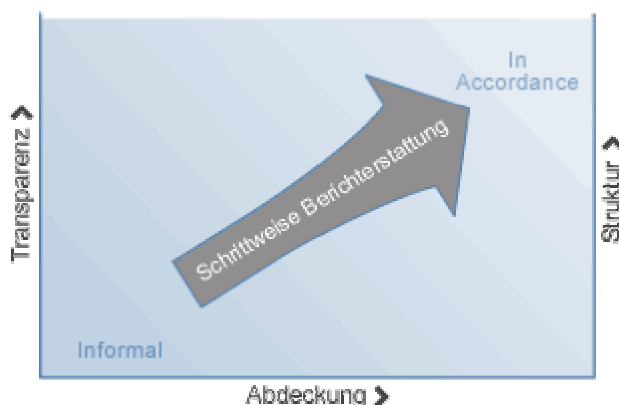 In
Accordance
Transparenz
Schrittweise Berichterstattung
Struktur
Informal
Abdeckung